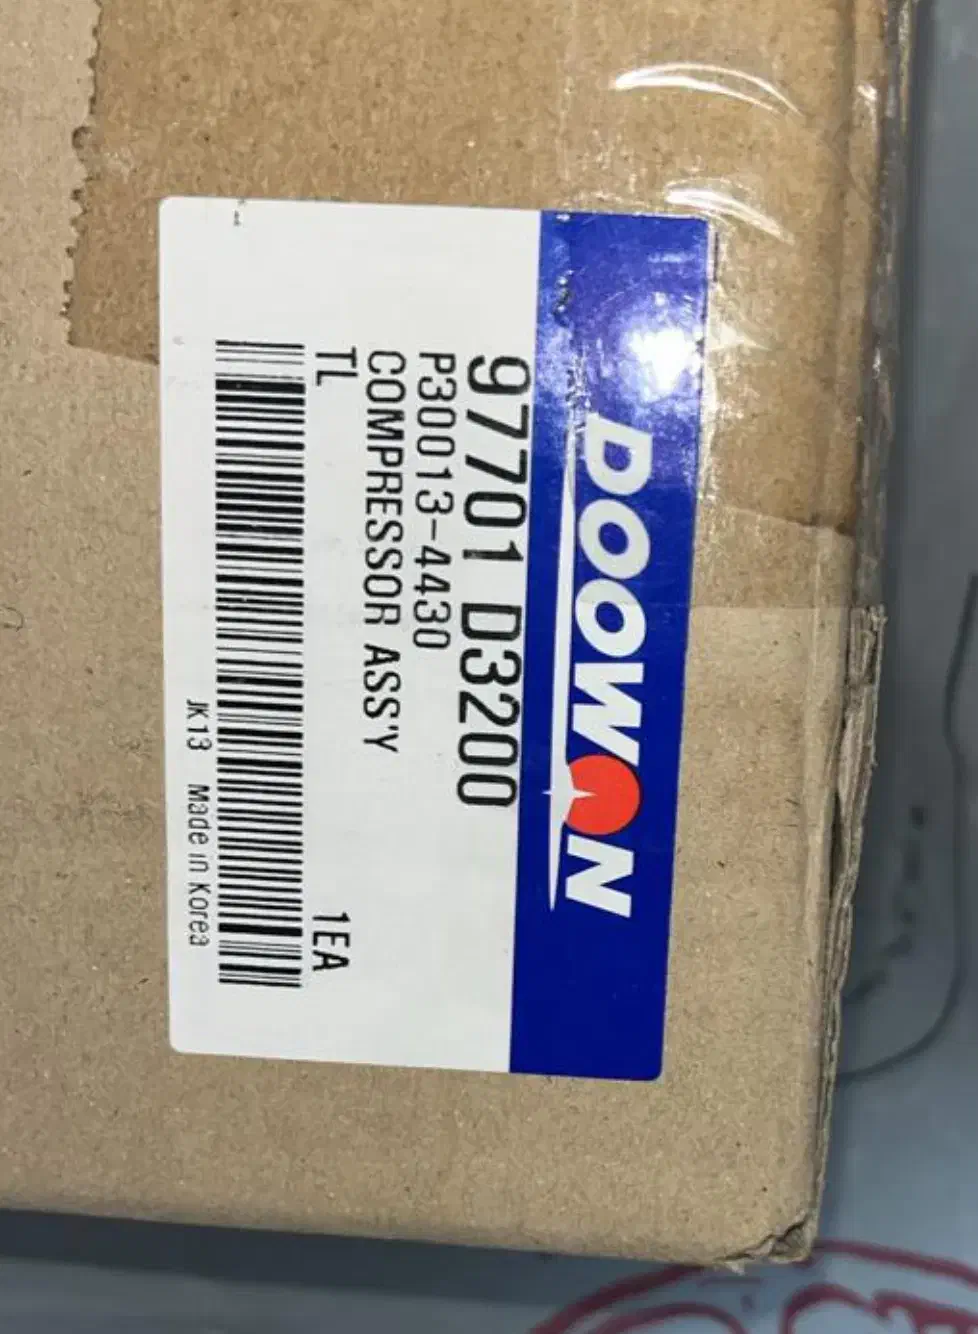 DOOWON
97701 D3200
P30013-4430
COMPRESSOR ASS'Y
TL 1EA
JK13 Made in Korea